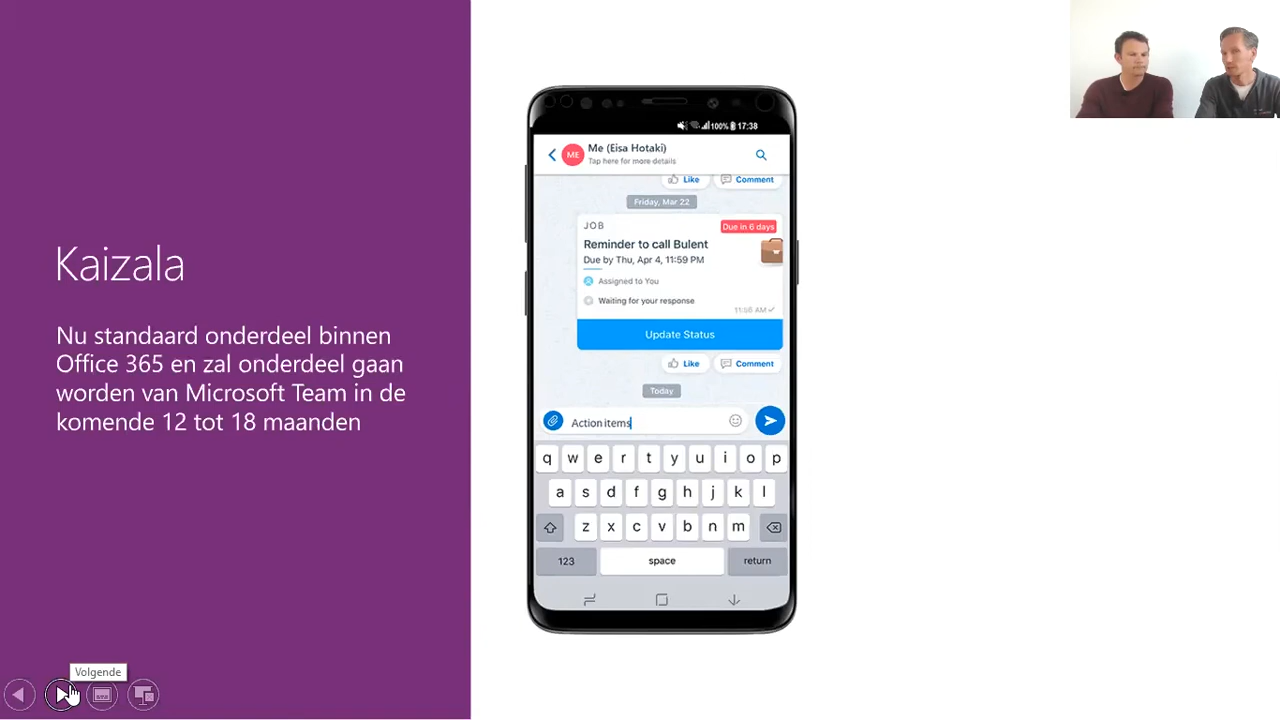 Kaizala
Nu standaard onderdeel binnen
Office 365 en zal onderdeel gaan
worden van Microsoft Team in de
komende 12 tot 18 maanden
100% 17:38
ME
Me (Eisa Hotaki)
Tap here for more details
Like Comment
Friday, Mar 22
JOB
Due in 6 days
Reminder to call Bulent
Due by Thu, Apr 4, 11:59 PM
Assigned to You
Waiting for your response
11:56 AM
Update Status
Like Comment
Today
Action items
q w e r t y u i o p
a s d f g h j k l
z x c v b n m
123 space return
Volgende